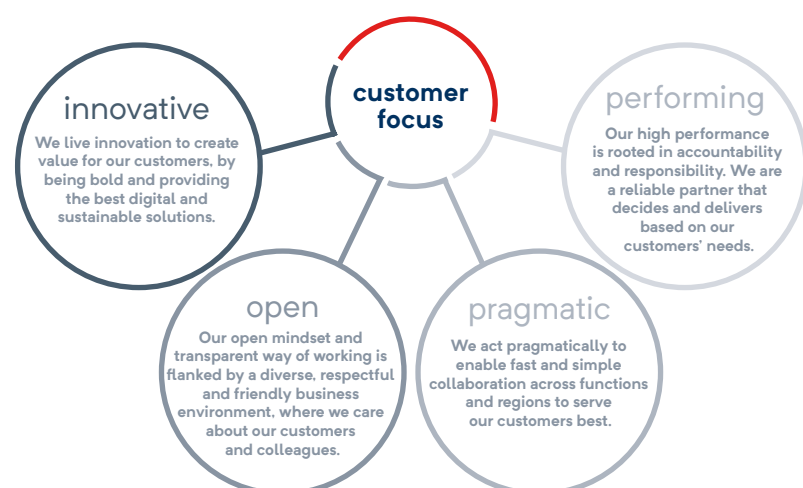 customer
focus
innovative
We live innovation to create
value for our customers, by
being bold and providing
the best digital and
sustainable solutions.
performing
Our high performance
is rooted in accountability
and responsibility. We are
a reliable partner that
decides and delivers
based on our
customers' needs.
open
Our open mindset and
transparent way of working is
flanked by a diverse, respectful
and friendly business
environment, where we care
about our customers
and colleagues.
pragmatic
We act pragmatically to
enable fast and simple
collaboration across functions
and regions to serve
our customers best.